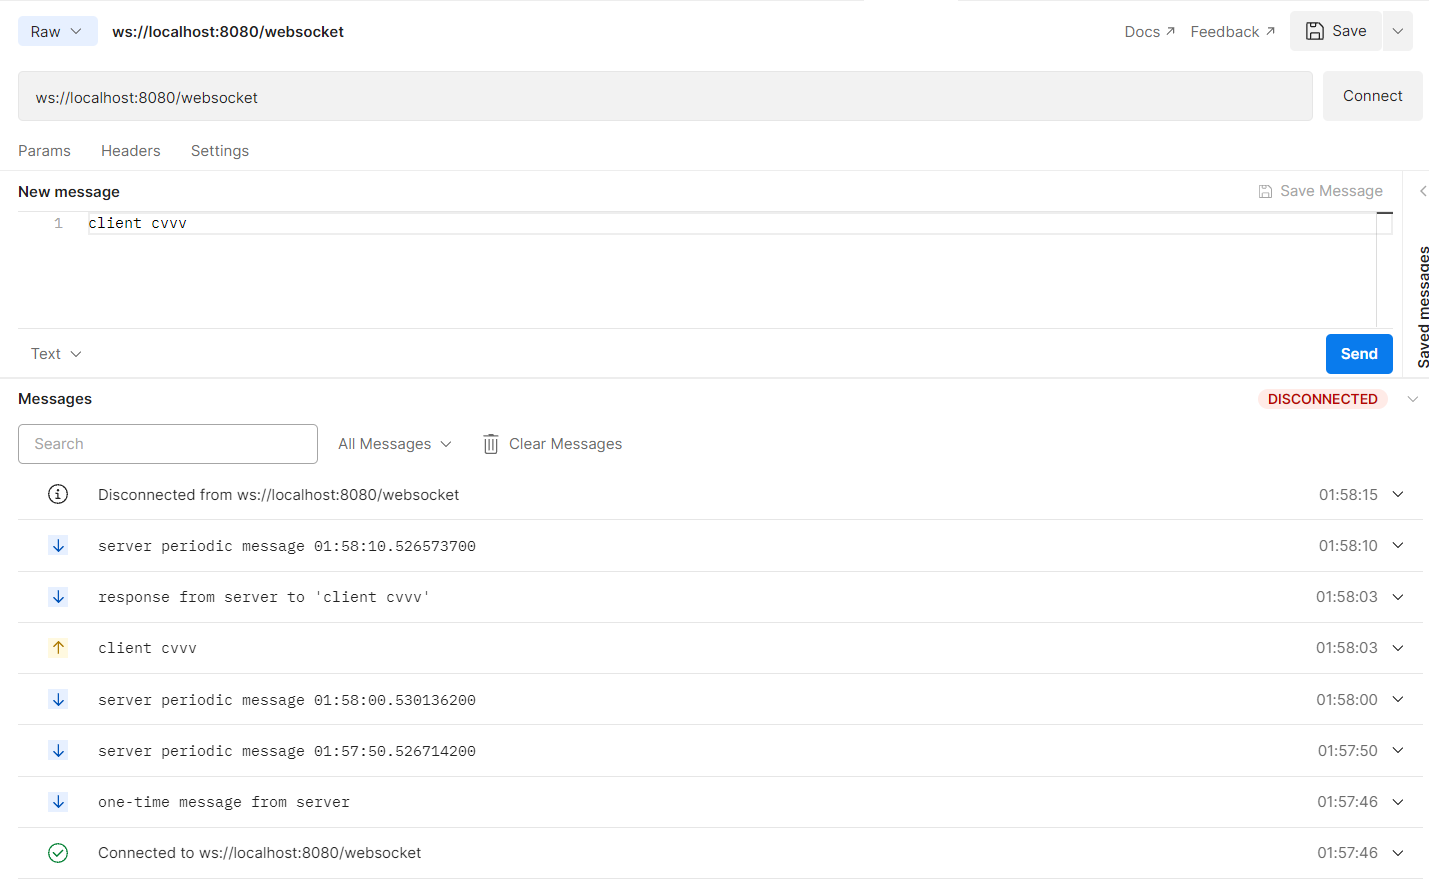 Raw ws://localhost:8080/websocket Docs Feedback Save
ws://localhost:8080/websocket Connect
Params Headers Settings
New message Save Message
1 client cvvv
Saved messages
Text Send
Messages DISCONNECTED
Search All Messages Clear Messages
Disconnected from ws://localhost:8080/websocket 01:58:15
server periodic message 01:58:10.526573700 01:58:10
response from server to 'client cvvv' 01:58:03
client cvvv 01:58:03
server periodic message 01:58:00.530136200 01:58:00
server periodic message 01:57:50.526714200 01:57:50
one-time message from server 01:57:46
Connected to ws://localhost:8080/websocket 01:57:46